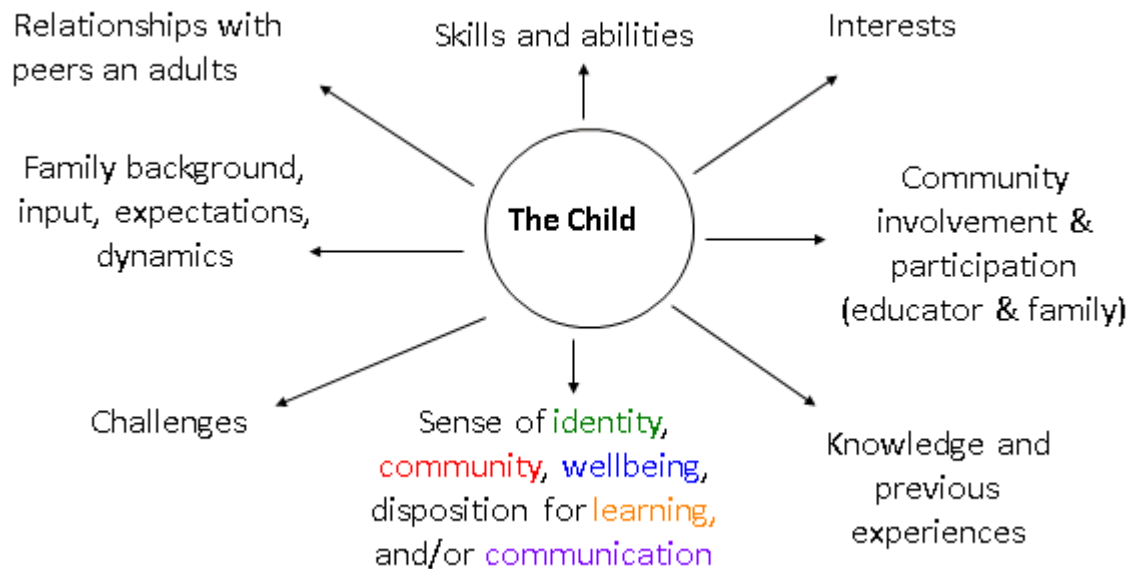 Relationships with
peers an adults
Skills and abilities
Interests
Family background,
input, expectations,
dynamics
The Child
Community
involvement &
participation
(educator & family)
Challenges
Sense of identity,
community, wellbeing,
disposition for learning,
and/or communication
Knowledge and
previous
experiences